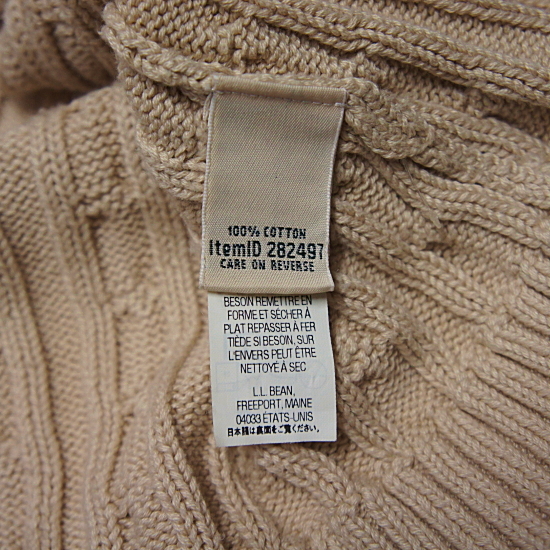 100% COTTON
ItemID 282497
CARE ON REVERSE
BESOIN REMETTRE EN
FORME ET SÉCHER À
PLAT REPASSER À FER
TIÈDE SI BESOIN, SUR
L'ENVERS PEUT ÊTRE
NETTOYÉ À SEC
L.L. BEAN,
FREEPORT, MAINE
04033 ÉTATS-UNIS
日本語は裏面をご覧ください。